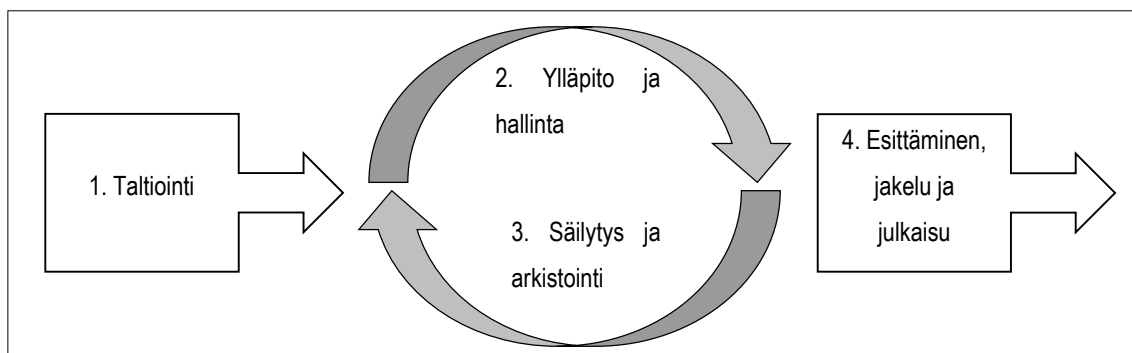 1. Taltiointi
2. Ylläpito ja
hallinta
3. Säilytys ja
arkistointi
4. Esittäminen,
jakelu ja
julkaisu